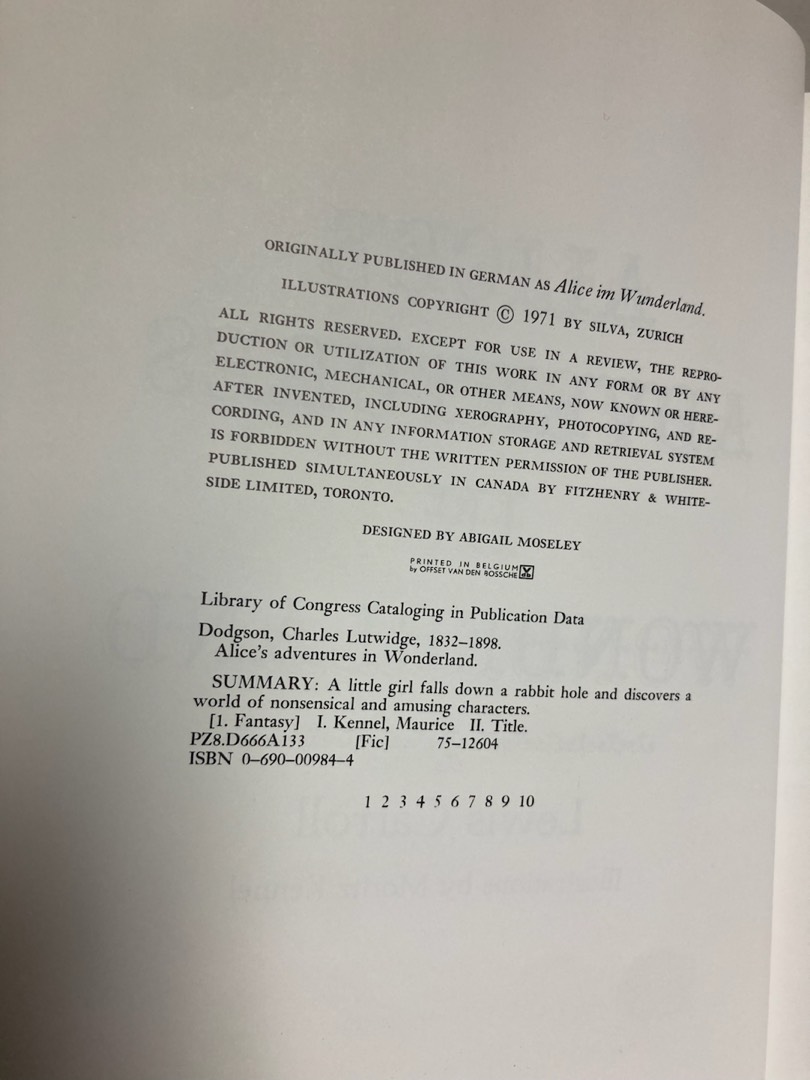 ORIGINALLY PUBLISHED IN GERMAN AS Alice im Wunderland.
ILLUSTRATIONS COPYRIGHT © 1971 BY SILVA, ZURICH
ALL RIGHTS RESERVED. EXCEPT FOR USE IN A REVIEW, THE REPRO-
DUCTION OR UTILIZATION OF THIS WORK IN ANY FORM OR BY ANY
ELECTRONIC, MECHANICAL, OR OTHER MEANS, NOW KNOWN OR HERE-
AFTER INVENTED, INCLUDING XEROGRAPHY, PHOTOCOPYING, AND RE-
CORDING, AND IN ANY INFORMATION STORAGE AND RETRIEVAL SYSTEM
IS FORBIDDEN WITHOUT THE WRITTEN PERMISSION OF THE PUBLISHER.
PUBLISHED SIMULTANEOUSLY IN CANADA BY FITZHENRY & WHITE-
SIDE LIMITED, TORONTO.
DESIGNED BY ABIGAIL MOSELEY
PRINTED IN BELGIUM
by OFFSET VAN DEN BOSSCHE
Library of Congress Cataloging in Publication Data
Dodgson, Charles Lutwidge, 1832–1898.
Alice's adventures in Wonderland.
SUMMARY: A little girl falls down a rabbit hole and discovers a
world of nonsensical and amusing characters.
[1. Fantasy] I. Kennel, Maurice II. Title.
PZ8.D666A133 [Fic] 75–12604
ISBN 0–690–00984–4
1 2 3 4 5 6 7 8 9 10